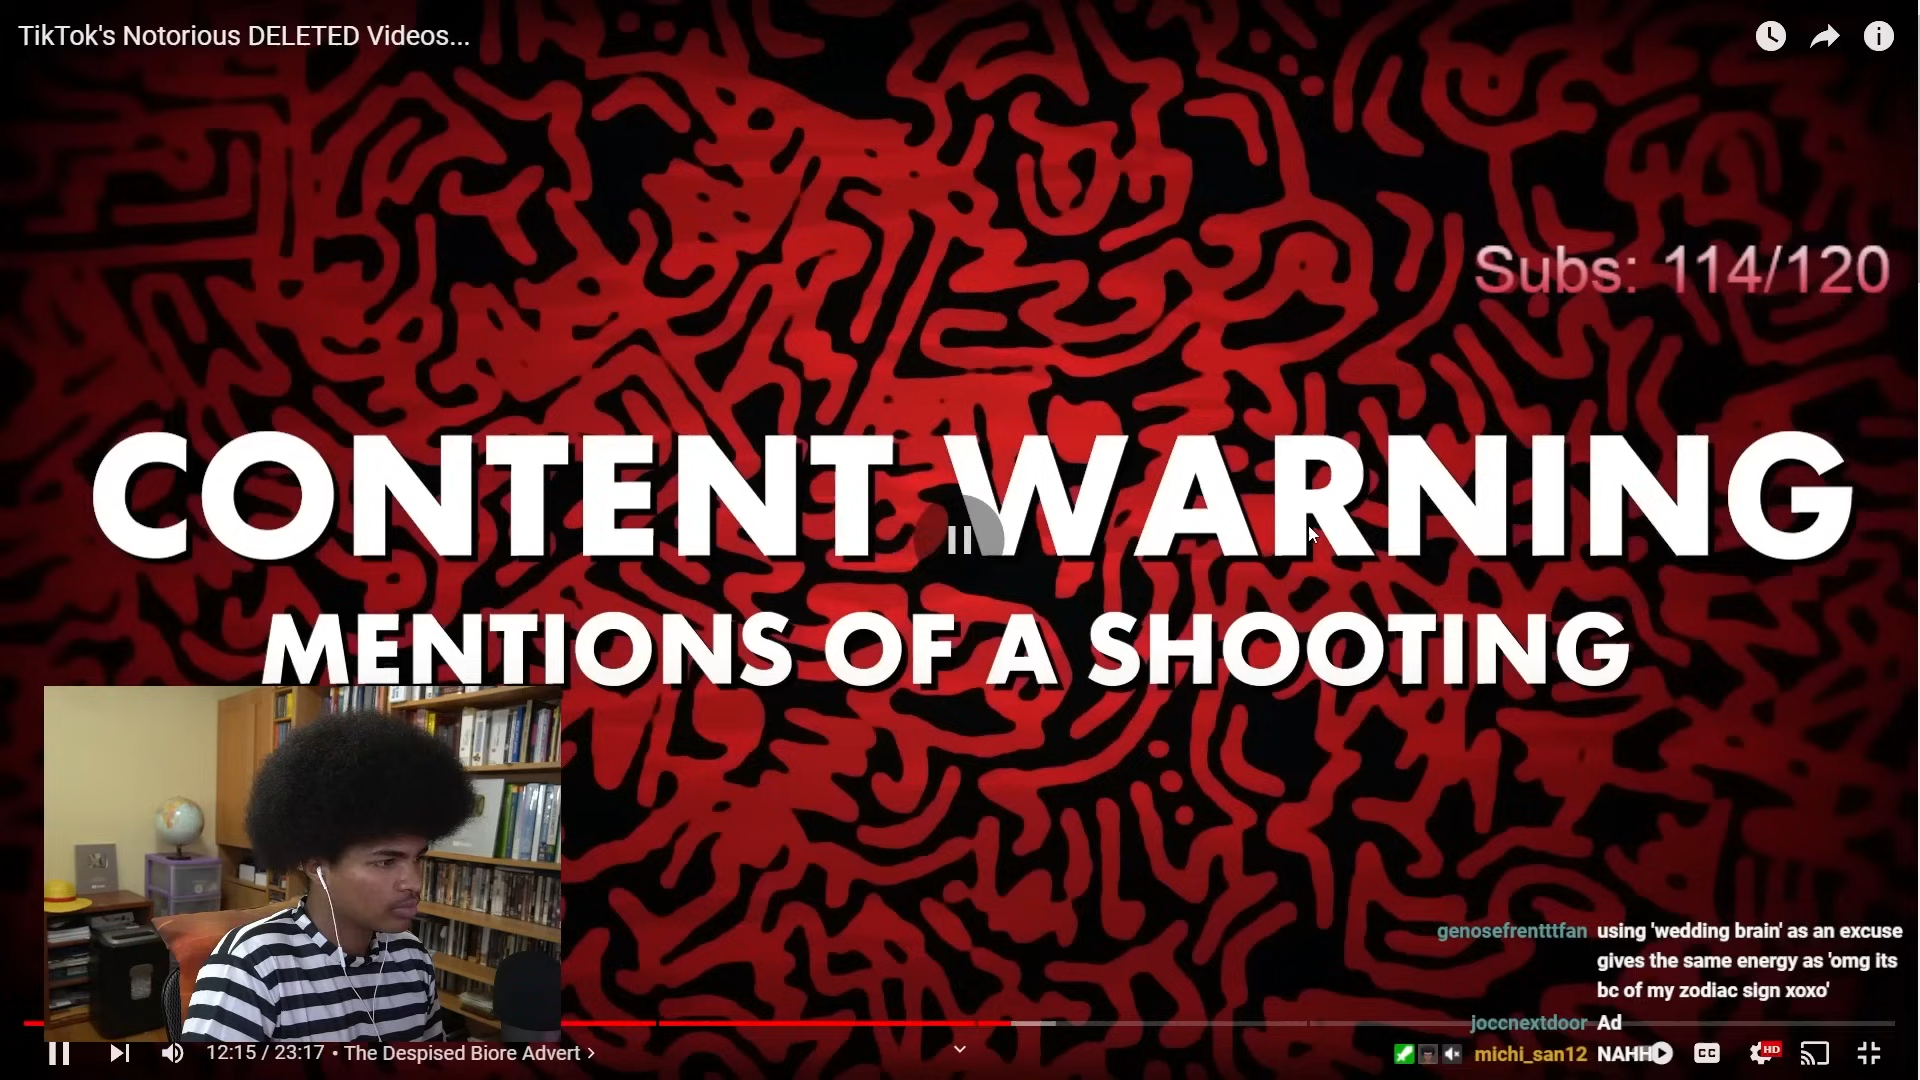 TikTok's Notorious DELETED Videos...
Subs: 114/120
CONTENT WARNING
MENTIONS OF A SHOOTING
genosefrentttfan using 'wedding brain' as an excuse
gives the same energy as 'omg its
bc of my zodiac sign xoxo'
joccnextdoor Ad
michi_san12 NAHH
12:15 / 23:17 • The Despised Biore Advert
CC
HD